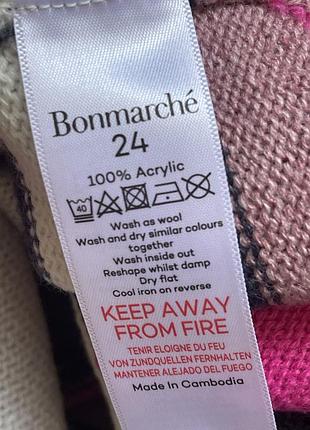 Bonmarché
24
100% Acrylic
40
Wash as wool
Wash and dry similar colours
together
Wash inside out
Reshape whilst damp
Dry flat
Cool iron on reverse
KEEP AWAY
FROM FIRE
TENIR ELOIGNE DU FEU
VON ZUNDQUELLEN FERNHALTEN
MANTENER ALEJADO DEL FUEGO
Made In Cambodia